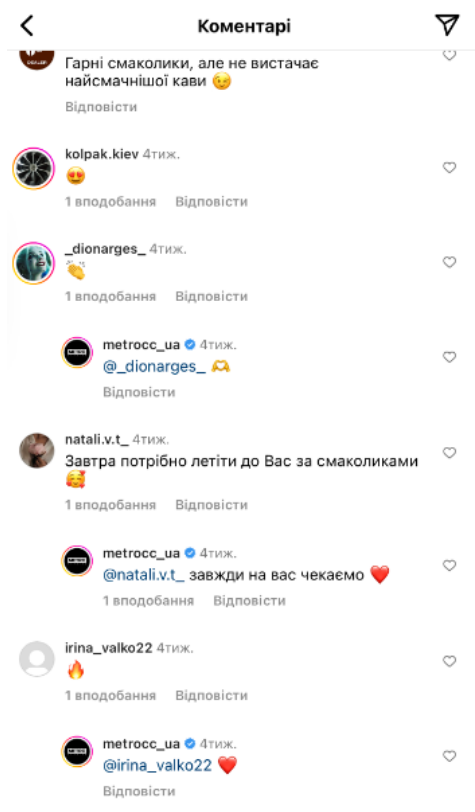 Коментарі
Гарні смаколики, але не вистачає
найсмачнішої кави 😉
Відповісти
kolpak.kiev 4тиж.
😍
1 вподобання Відповісти
_dionarges_ 4тиж.
👏
1 вподобання Відповісти
metrocc_ua 4тиж.
@_dionarges_ 🫶
Відповісти
natali.v.t_ 4тиж.
Завтра потрібно летіти до Вас за смаколиками
🥰
1 вподобання Відповісти
metrocc_ua 4тиж.
@natali.v.t_ завжди на вас чекаємо ❤️
1 вподобання Відповісти
irina_valko22 4тиж.
🔥
1 вподобання Відповісти
metrocc_ua 4тиж.
@irina_valko22 ❤️
Відповісти